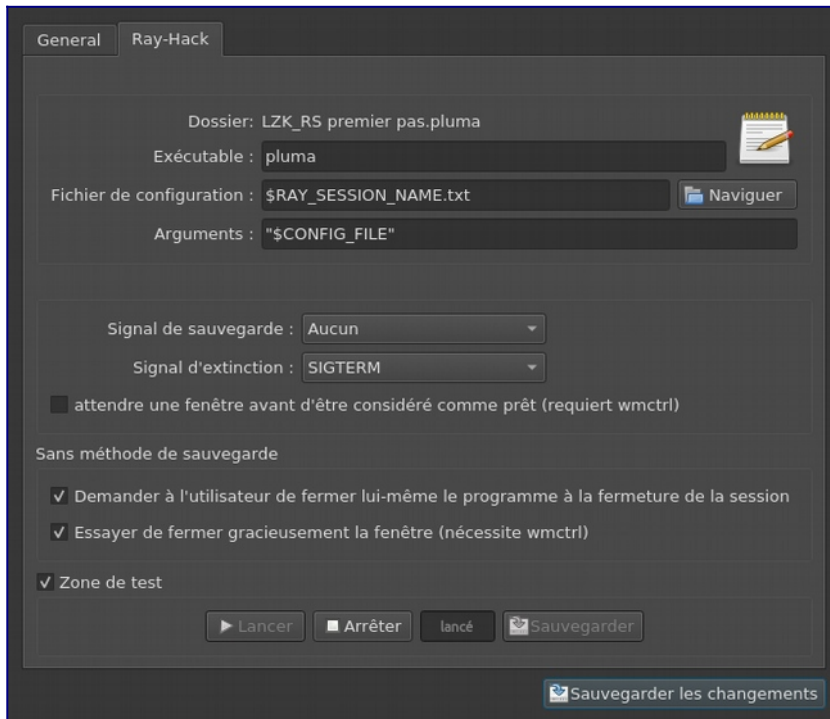 General Ray-Hack
Dossier: LZK_RS premier pas.pluma
Exécutable : pluma
Fichier de configuration : $RAY_SESSION_NAME.txt Naviguer
Arguments : "$CONFIG_FILE"
Signal de sauvegarde : Aucun
Signal d'extinction : SIGTERM
attendre une fenêtre avant d'être considéré comme prêt (requiert wmctrl)
Sans méthode de sauvegarde
Demander à l'utilisateur de fermer lui-même le programme à la fermeture de la session
Essayer de fermer gracieusement la fenêtre (nécessite wmctrl)
Zone de test
Lancer Arrêter lancé Sauvegarder
Sauvegarder les changements